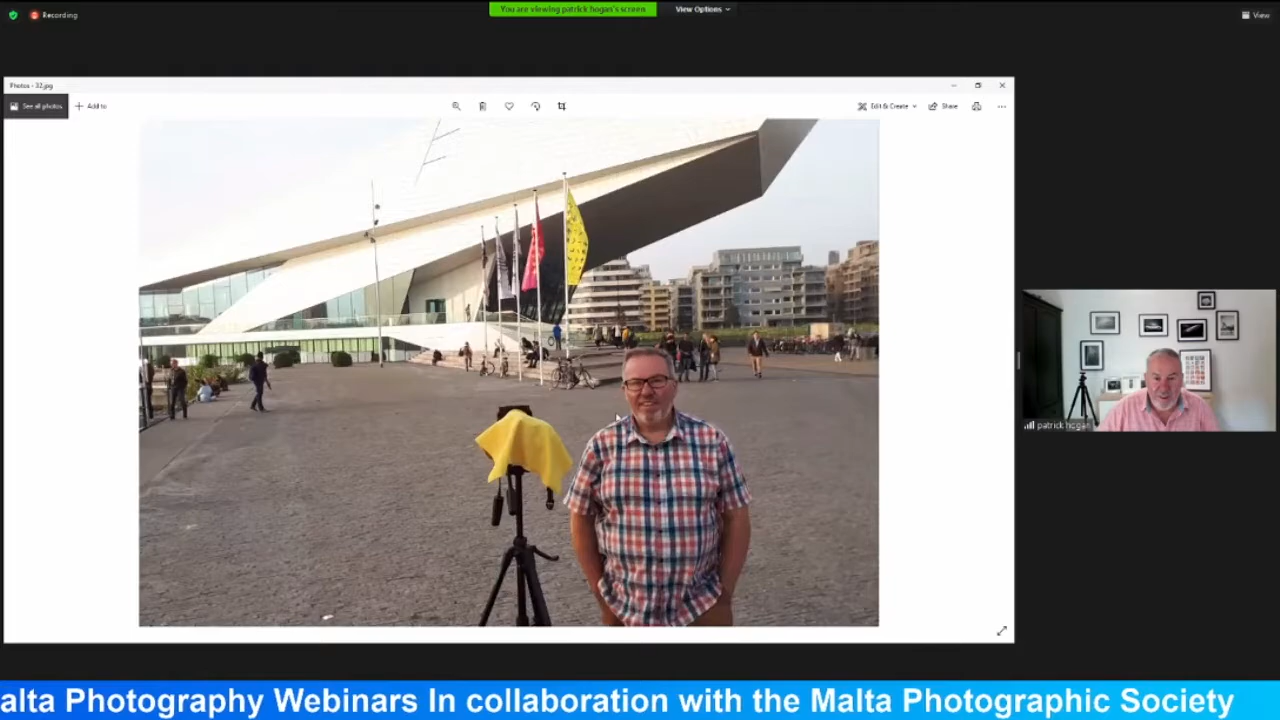 Recording
You are viewing patrick hogan's screen
View Options
View
Photos - 32.jpg
See all photos
Add to
Edit & Create
Share
patrick hogan
alta Photography Webinars In collaboration with the Malta Photographic Society